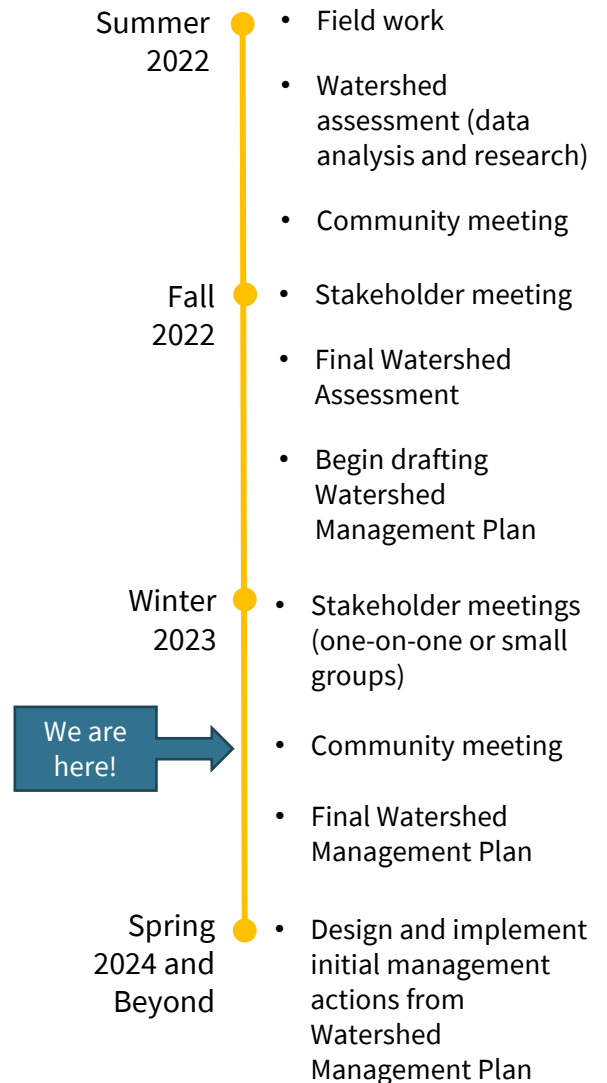 Summer
2022
• Field work
• Watershed
assessment (data
analysis and research)
• Community meeting
Fall
2022
• Stakeholder meeting
• Final Watershed
Assessment
• Begin drafting
Watershed
Management Plan
Winter
2023
• Stakeholder meetings
(one-on-one or small
groups)
We are
here!
• Community meeting
• Final Watershed
Management Plan
Spring
2024 and
Beyond
• Design and implement
initial management
actions from
Watershed
Management Plan